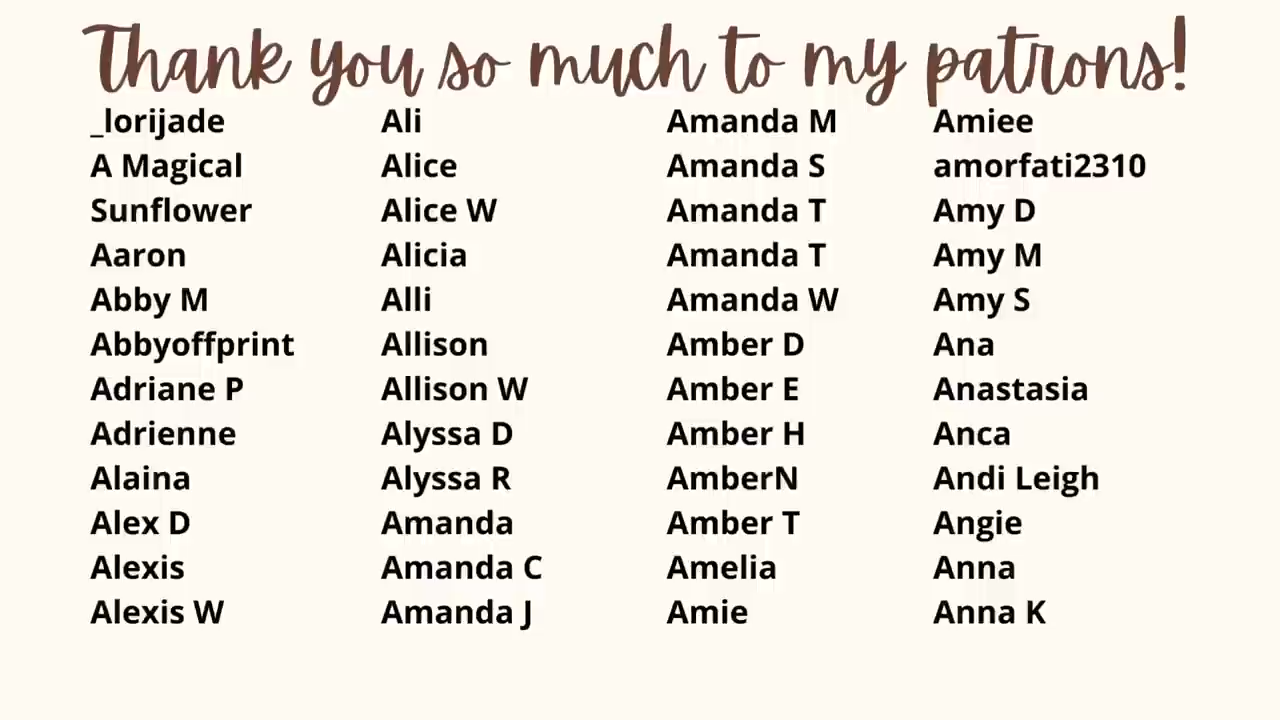 Thank you so much to my patrons!
_lorijade
A Magical
Sunflower
Aaron
Abby M
Abbyoffprint
Adriane P
Adrienne
Alaina
Alex D
Alexis
Alexis W
Ali
Alice
Alice W
Alicia
Alli
Allison
Allison W
Alyssa D
Alyssa R
Amanda
Amanda C
Amanda J
Amanda M
Amanda S
Amanda T
Amanda T
Amanda W
Amber D
Amber E
Amber H
AmberN
Amber T
Amelia
Amie
Amiee
amorfati2310
Amy D
Amy M
Amy S
Ana
Anastasia
Anca
Andi Leigh
Angie
Anna
Anna K